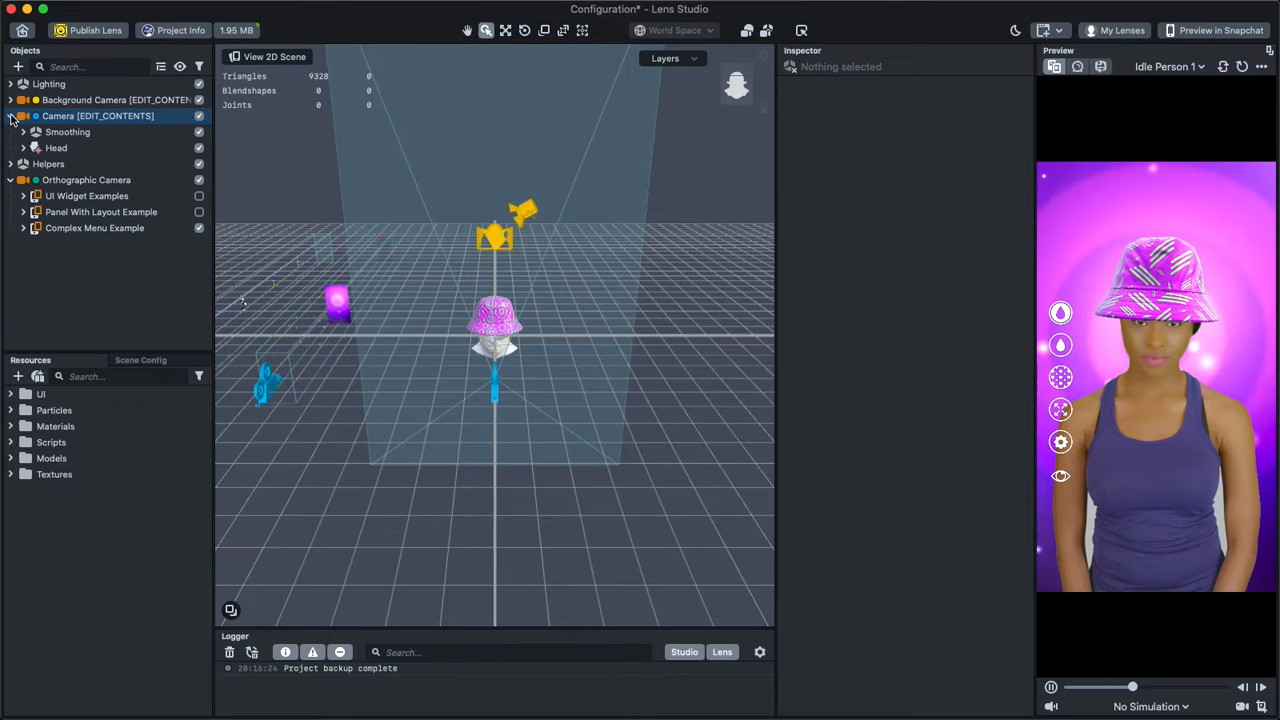 Configuration* - Lens Studio
Publish Lens
Project Info
1.95 MB
World Space
My Lenses
Preview in Snapchat
Objects
Search...
Lighting
Background Camera [EDIT_CONTEN
Camera [EDIT_CONTENTS]
Smoothing
Head
Helpers
Orthographic Camera
UI Widget Examples
Panel With Layout Example
Complex Menu Example
Resources
Scene Config
Search...
UI
Particles
Materials
Scripts
Models
Textures
View 2D Scene
Layers
Triangles 9328 0
Blendshapes 0 0
Joints 0 0
Logger
Search...
Studio
Lens
20:16:24 Project backup complete
Inspector
Nothing selected
Preview
Idle Person 1
No Simulation